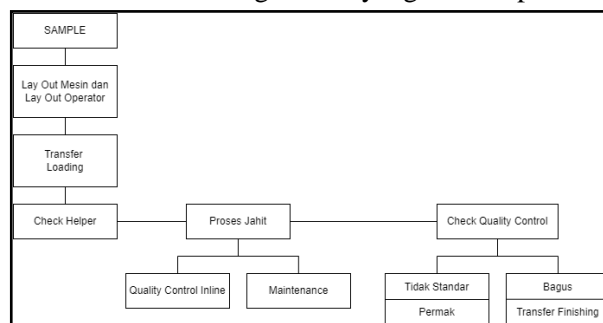 SAMPLE
Lay Out Mesin dan
Lay Out Operator
Transfer
Loading
Check Helper
Proses Jahit
Check Quality Control
Quality Control Inline
Maintenance
Tidak Standar
Permak
Bagus
Transfer Finishing